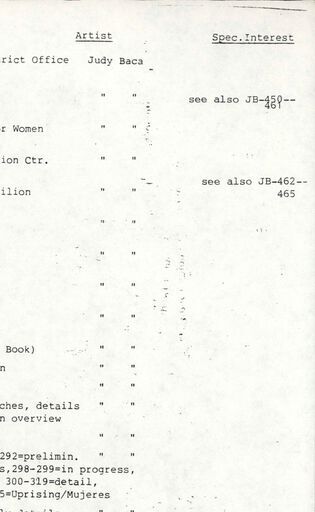 Artist Spec.Interest
rict Office Judy Baca
" " see also JB-450--
461
r Women " "
ion Ctr. " "
see also JB-462--
ilion " " 465
" "
" "
" "
" "
Book) " "
n " "
" "
ches, details " "
n overview
" "
292=prelimin. " "
s,298-299=in progress,
300-319=detail,
5=Uprising/Mujeres